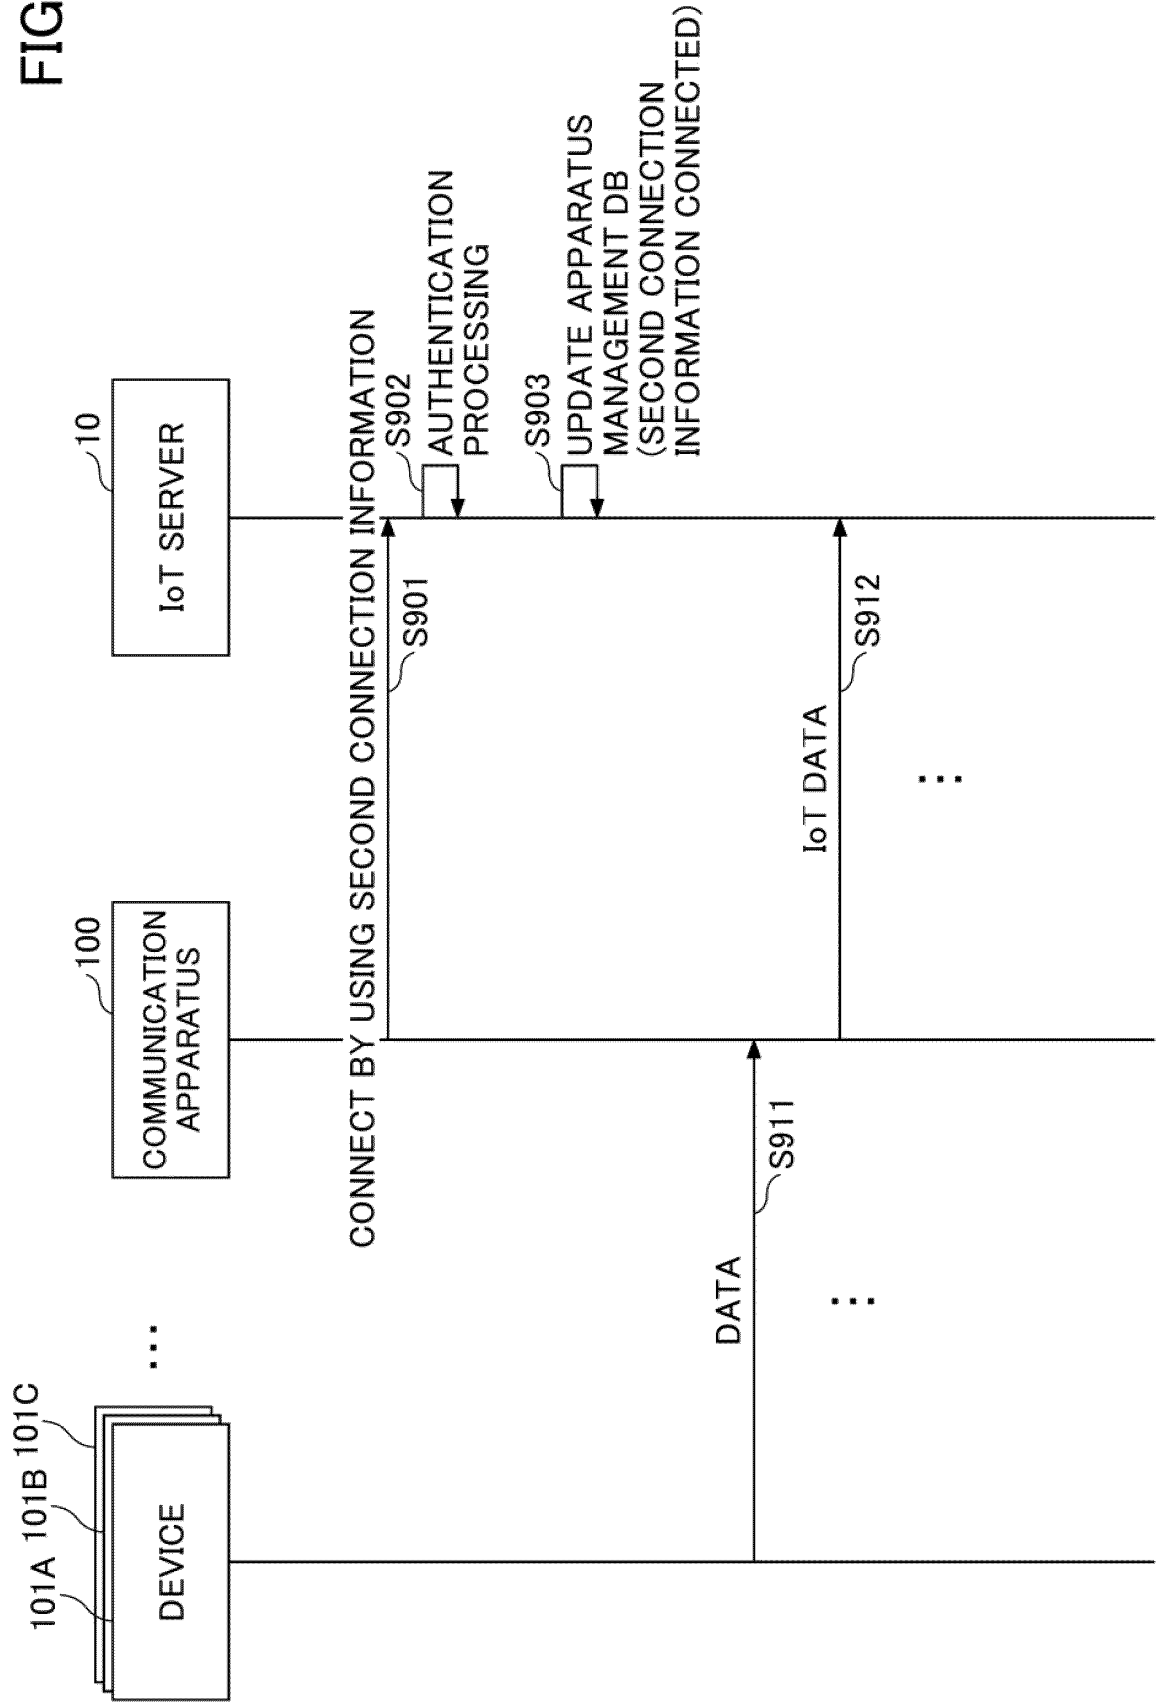 FIG
101A
101B
101C
DEVICE
...
100
COMMUNICATION
APPARATUS
10
IoT SERVER
CONNECT BY USING SECOND CONNECTION INFORMATION
S901
S902
AUTHENTICATION
PROCESSING
S903
UPDATE APPARATUS
MANAGEMENT DB
(SECOND CONNECTION
INFORMATION CONNECTED)
DATA
S911
IoT DATA
S912
...
...